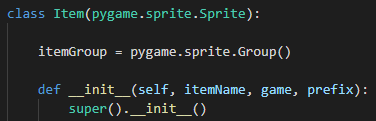 class Item(pygame.sprite.Sprite):
    itemGroup = pygame.sprite.Group()
    def __init__(self, itemName, game, prefix):
        super().__init__()